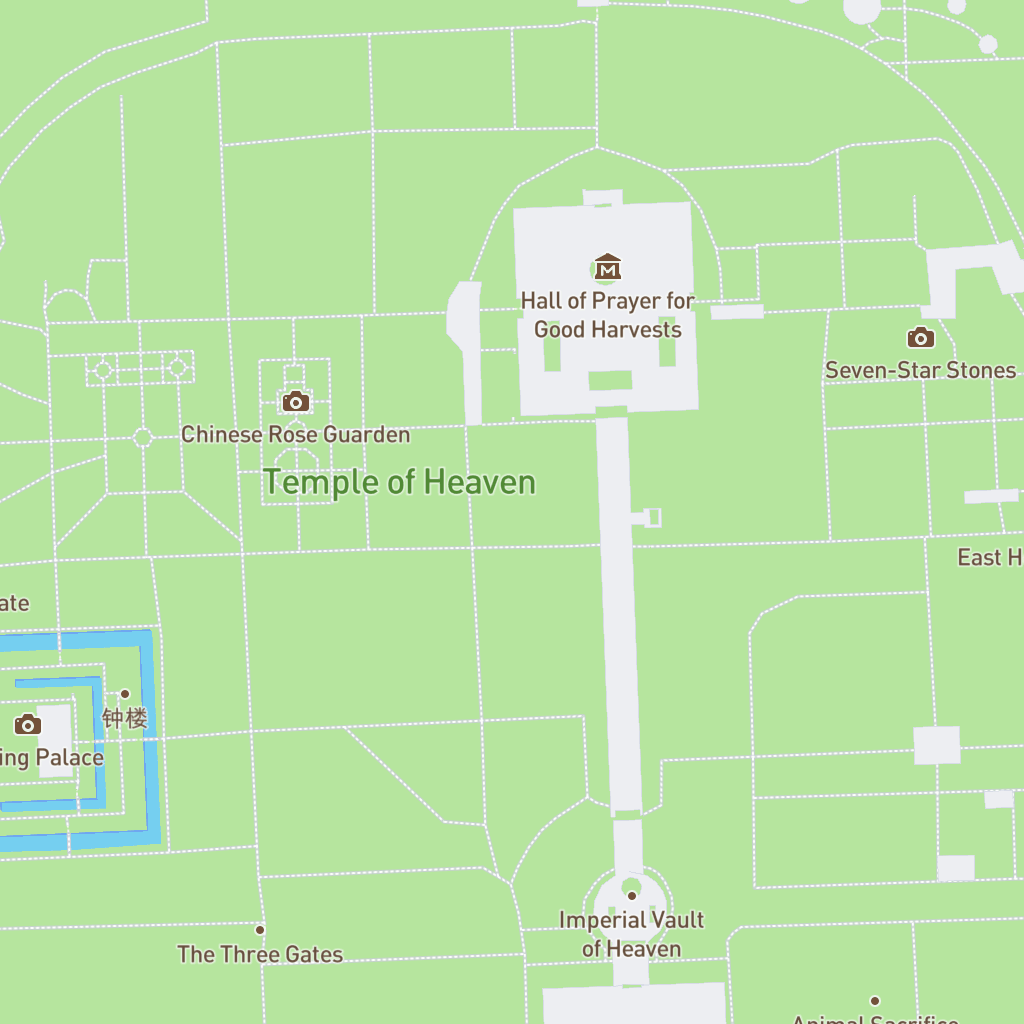 Hall of Prayer for
Good Harvests
Seven-Star Stones
Chinese Rose Guarden
Temple of Heaven
East H
ate
钟楼
ing Palace
Imperial Vault
of Heaven
The Three Gates
Animal Sacrifice